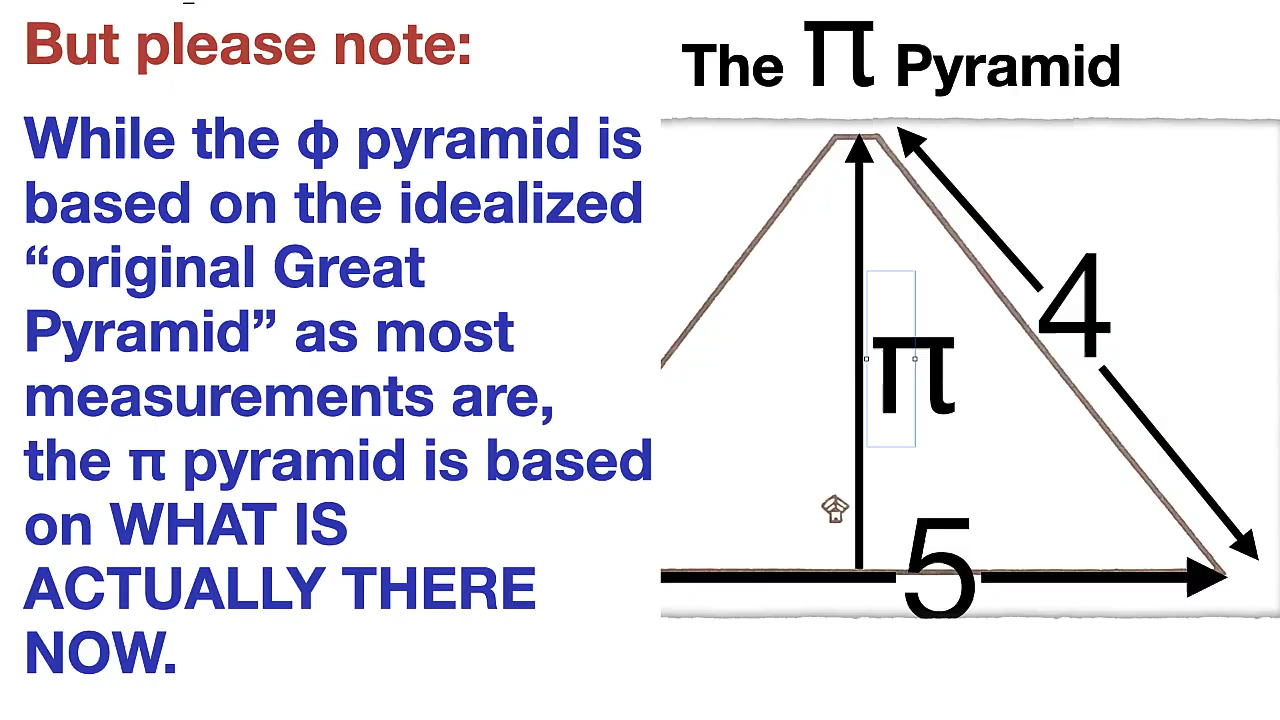 But please note:
While the ϕ pyramid is
based on the idealized
“original Great
Pyramid” as most
measurements are,
the π pyramid is based
on WHAT IS
ACTUALLY THERE
NOW.
The π Pyramid
4
π
5